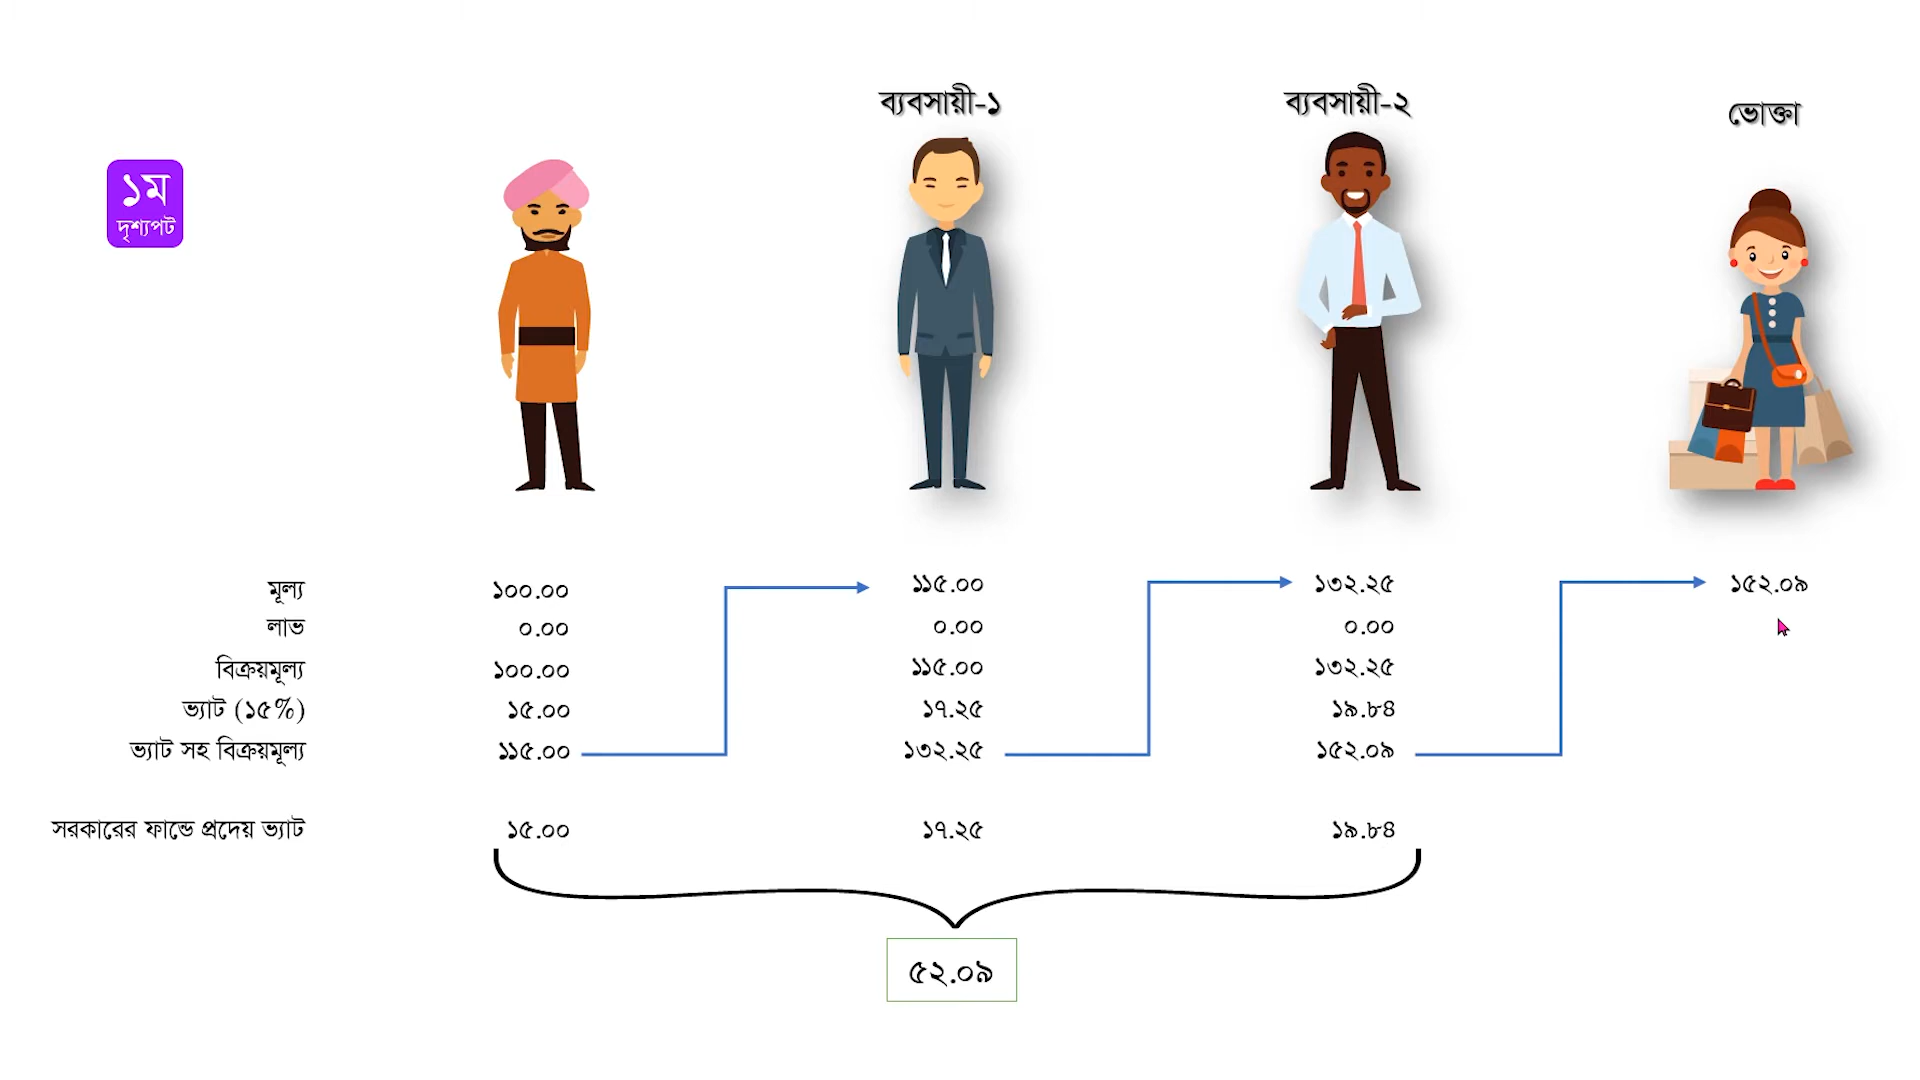 ব্যবসায়ী-১ ব্যবসায়ী-২ ভোক্তা
১ম
দৃশ্যপট
মূল্য ১০০.০০ ১১৫.০০ ১৩২.২৫ ১৫২.০৯
লাভ ০.০০ ০.০০ ০.০০
বিক্রয়মূল্য ১০০.০০ ১১৫.০০ ১৩২.২৫
ভ্যাট (১৫%) ১৫.০০ ১৭.২৫ ১৯.৮৪
ভ্যাট সহ বিক্রয়মূল্য ১১৫.০০ ১৩২.২৫ ১৫২.০৯
সরকারের ফান্ডে প্রদেয় ভ্যাট ১৫.০০ ১৭.২৫ ১৯.৮৪
৫২.০৯